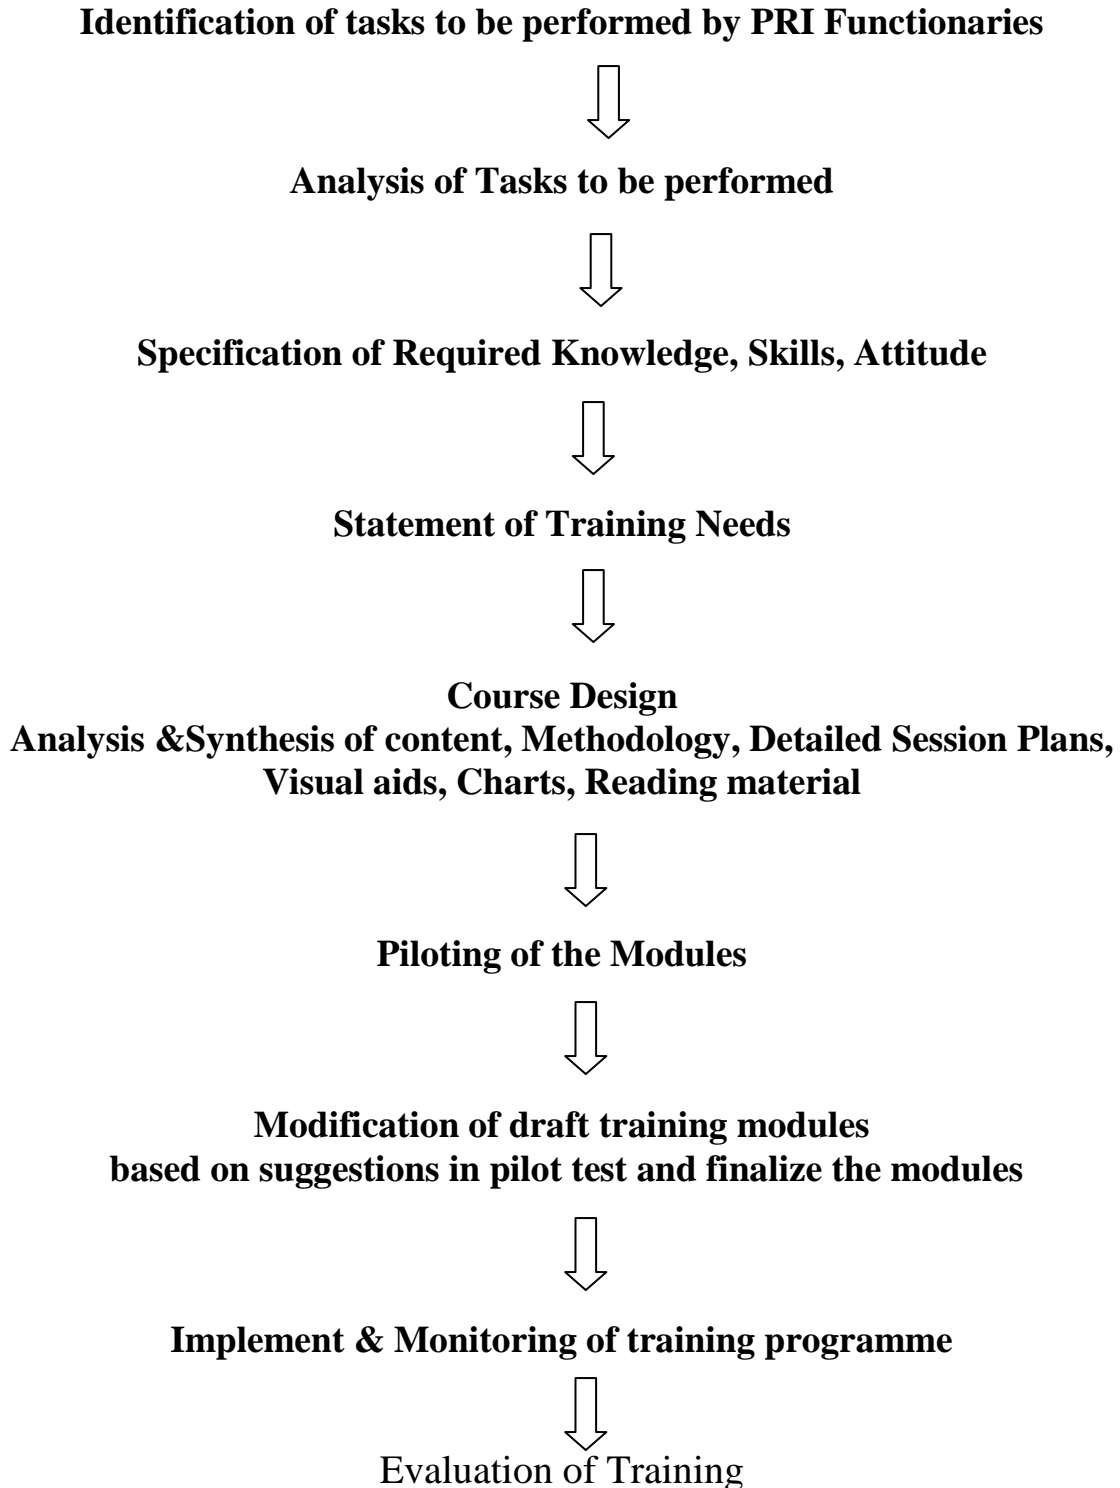 Identification of tasks to be performed by PRI Functionaries
Analysis of Tasks to be performed
Specification of Required Knowledge, Skills, Attitude
Statement of Training Needs
Course Design
Analysis &Synthesis of content, Methodology, Detailed Session Plans,
Visual aids, Charts, Reading material
Piloting of the Modules
Modification of draft training modules
based on suggestions in pilot test and finalize the modules
Implement & Monitoring of training programme
Evaluation of Training